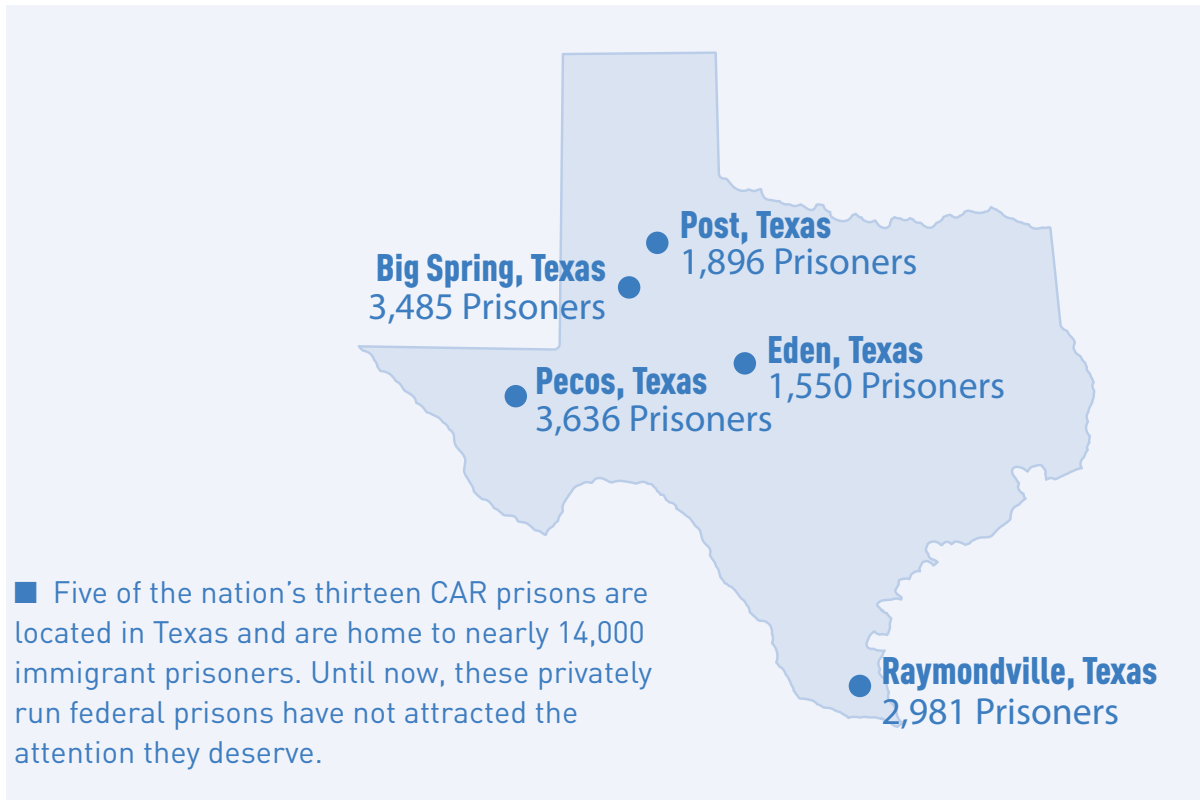 Post, Texas
1,896 Prisoners
Big Spring, Texas
3,485 Prisoners
Eden, Texas
1,550 Prisoners
Pecos, Texas
3,636 Prisoners
■ Five of the nation’s thirteen CAR prisons are
located in Texas and are home to nearly 14,000
immigrant prisoners. Until now, these privately
run federal prisons have not attracted the
attention they deserve.
Raymondville, Texas
2,981 Prisoners